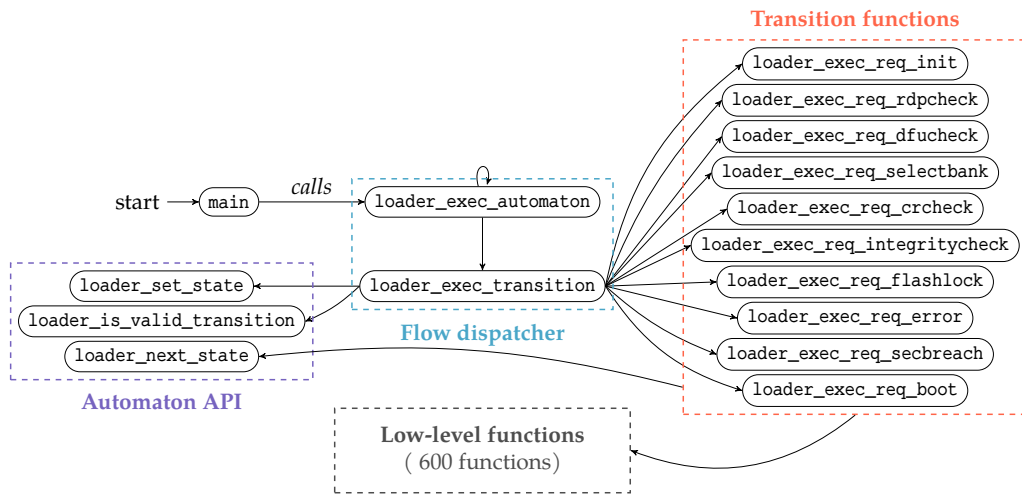 Transition functions
loader_exec_req_init
loader_exec_req_rdpcheck
loader_exec_req_dfucheck
loader_exec_req_selectbank
loader_exec_req_crcheck
loader_exec_req_integritycheck
loader_exec_req_flashlock
loader_exec_req_error
loader_exec_req_secbreach
loader_exec_req_boot
start
main
calls
loader_exec_automaton
loader_exec_transition
Flow dispatcher
loader_set_state
loader_is_valid_transition
loader_next_state
Automaton API
Low-level functions
( 600 functions)